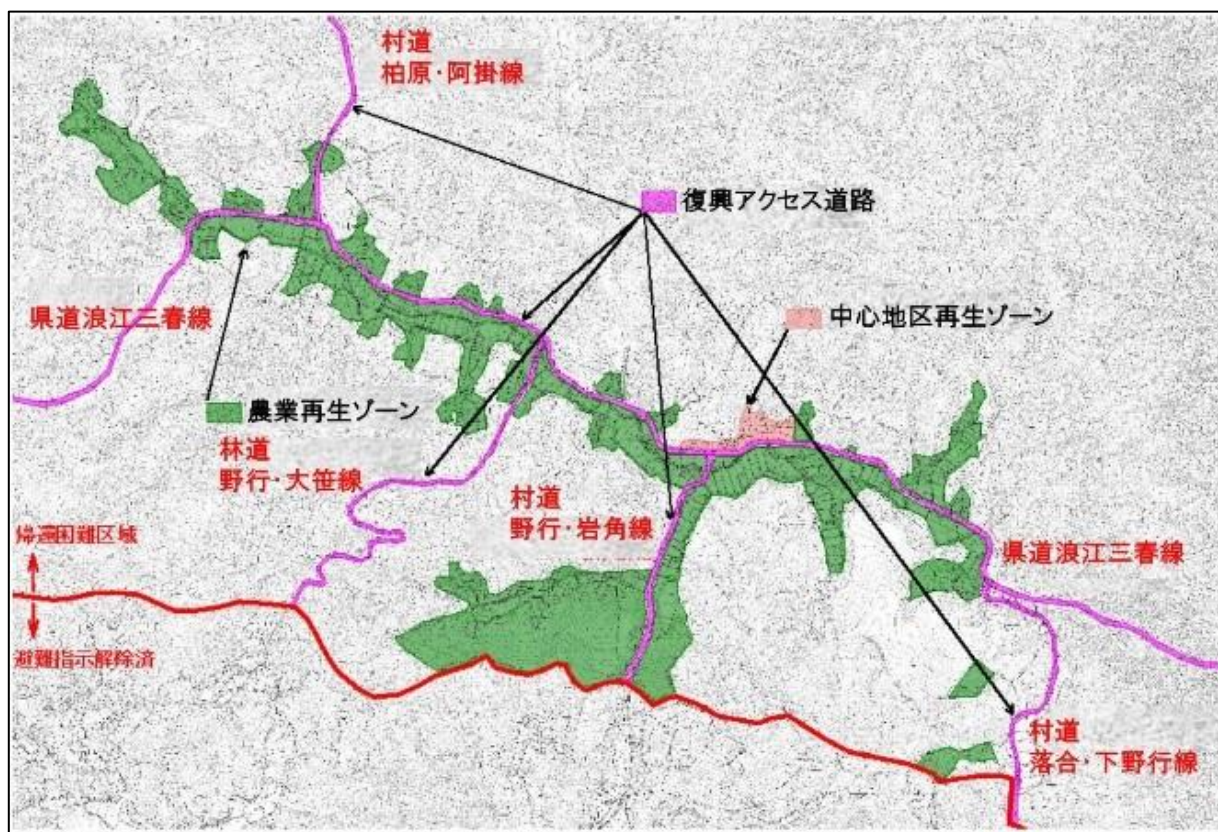 村道
柏原・阿掛線
復興アクセス道路
県道浪江三春線
中心地区再生ゾーン
農業再生ゾーン
林道
野行・大笹線
村道
野行・岩角線
帰還困難区域
県道浪江三春線
避難指示解除済
村道
落合・下野行線